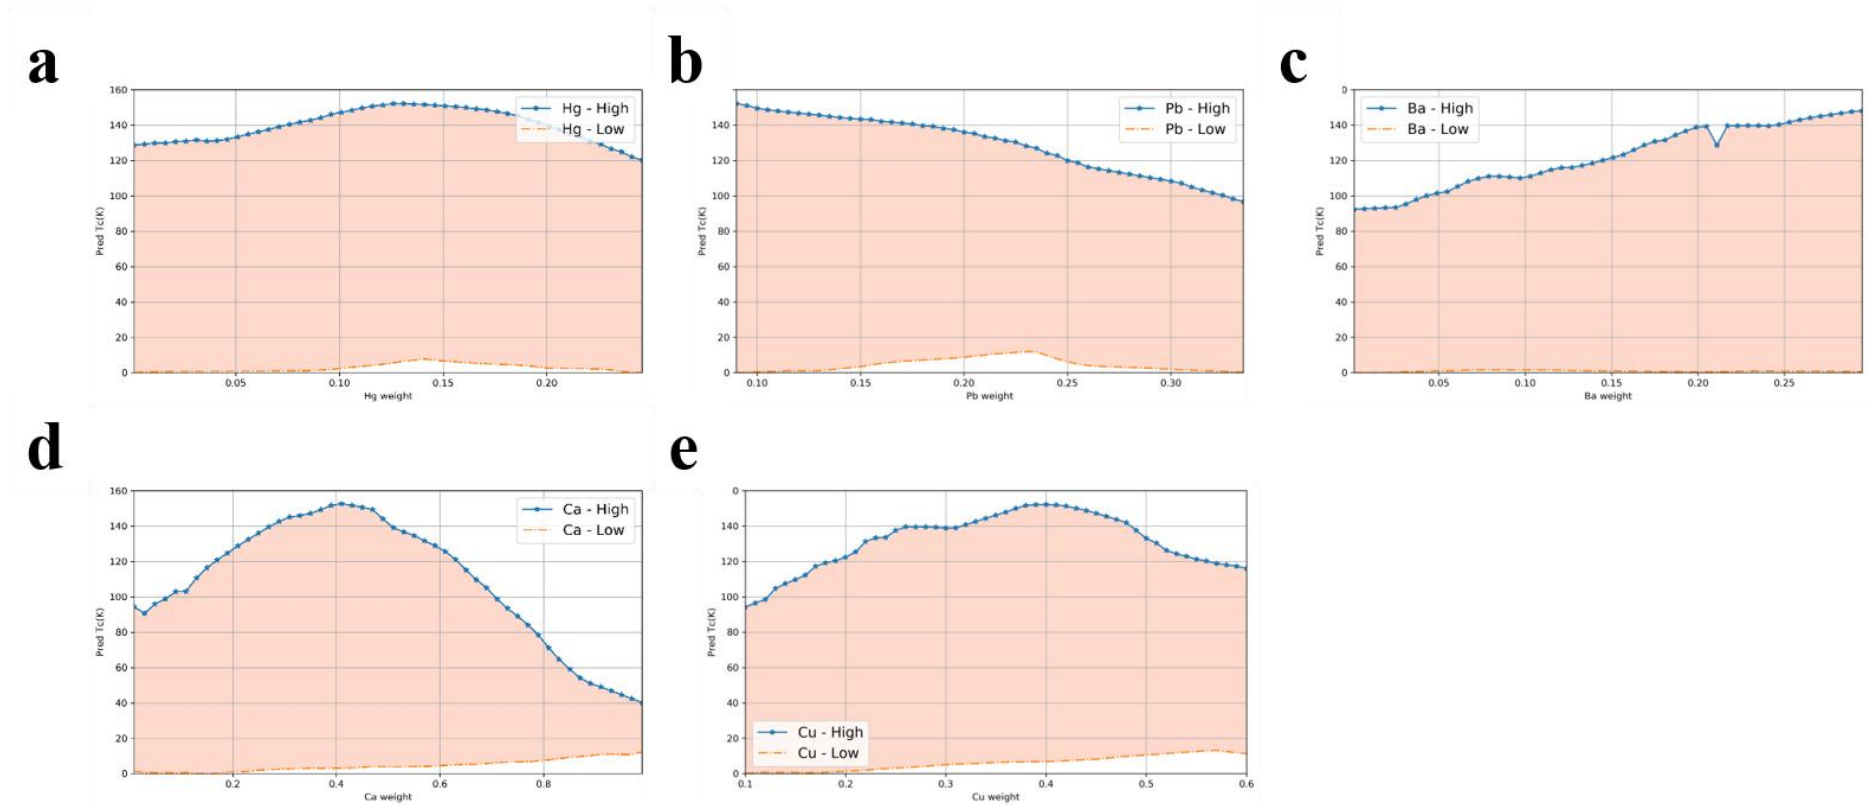 a
b
c
160
140
120
100
80
60
40
20
0
Pred Tc(K)
0.05
0.10
0.15
0.20
Hg weight
Hg - High
Hg - Low
0
140
120
100
80
60
40
20
0
Pred Tc(K)
0.10
0.15
0.20
0.25
0.30
Pb weight
Pb - High
Pb - Low
0
140
120
100
80
60
40
20
0
Pred Tc(K)
0.05
0.10
0.15
0.20
0.25
Ba weight
Ba - High
Ba - Low
d
e
160
140
120
100
80
60
40
20
0
Pred Tc(K)
0.2
0.4
0.6
0.8
Ca weight
Ca - High
Ca - Low
0
140
120
100
80
60
40
20
0
Pred Tc(K)
0.1
0.2
0.3
0.4
0.5
0.6
Cu weight
Cu - High
Cu - Low